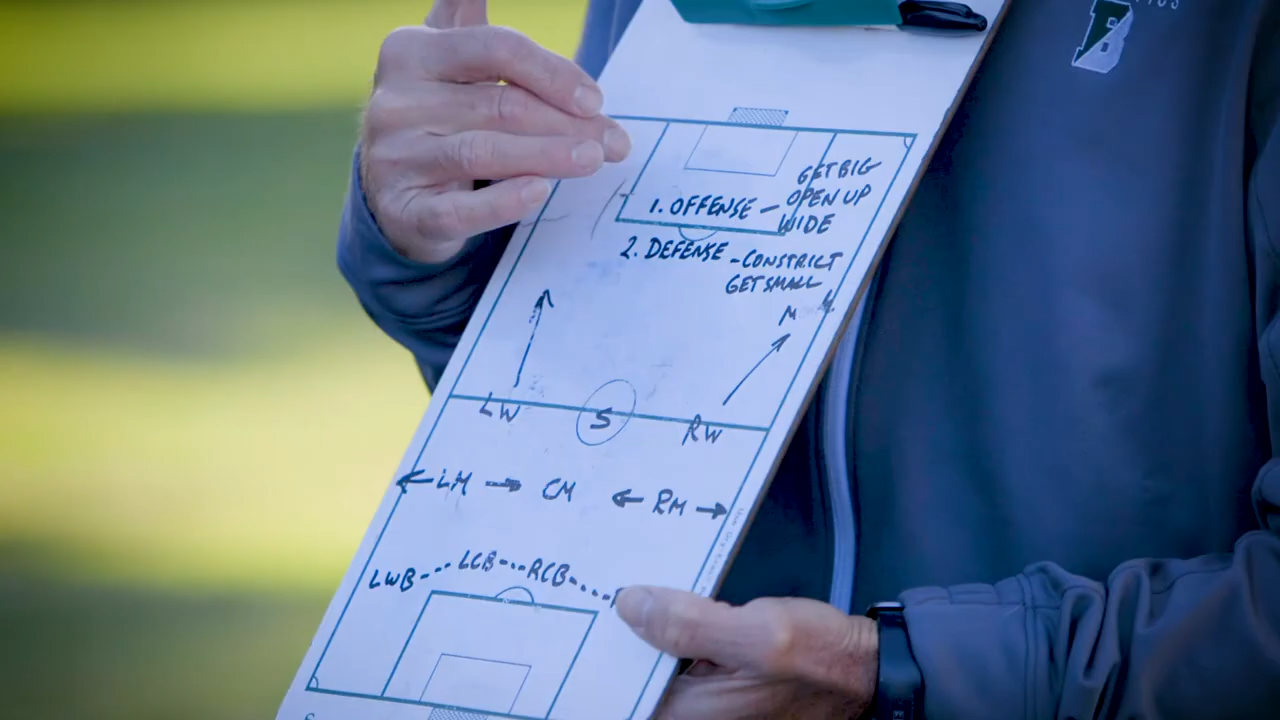 B
GET BIG
1. OFFENSE – OPEN UP
WIDE
2. DEFENSE – CONSTRICT
GET SMALL
M
LW S RW
LM CM RM
LWB LCB RCB